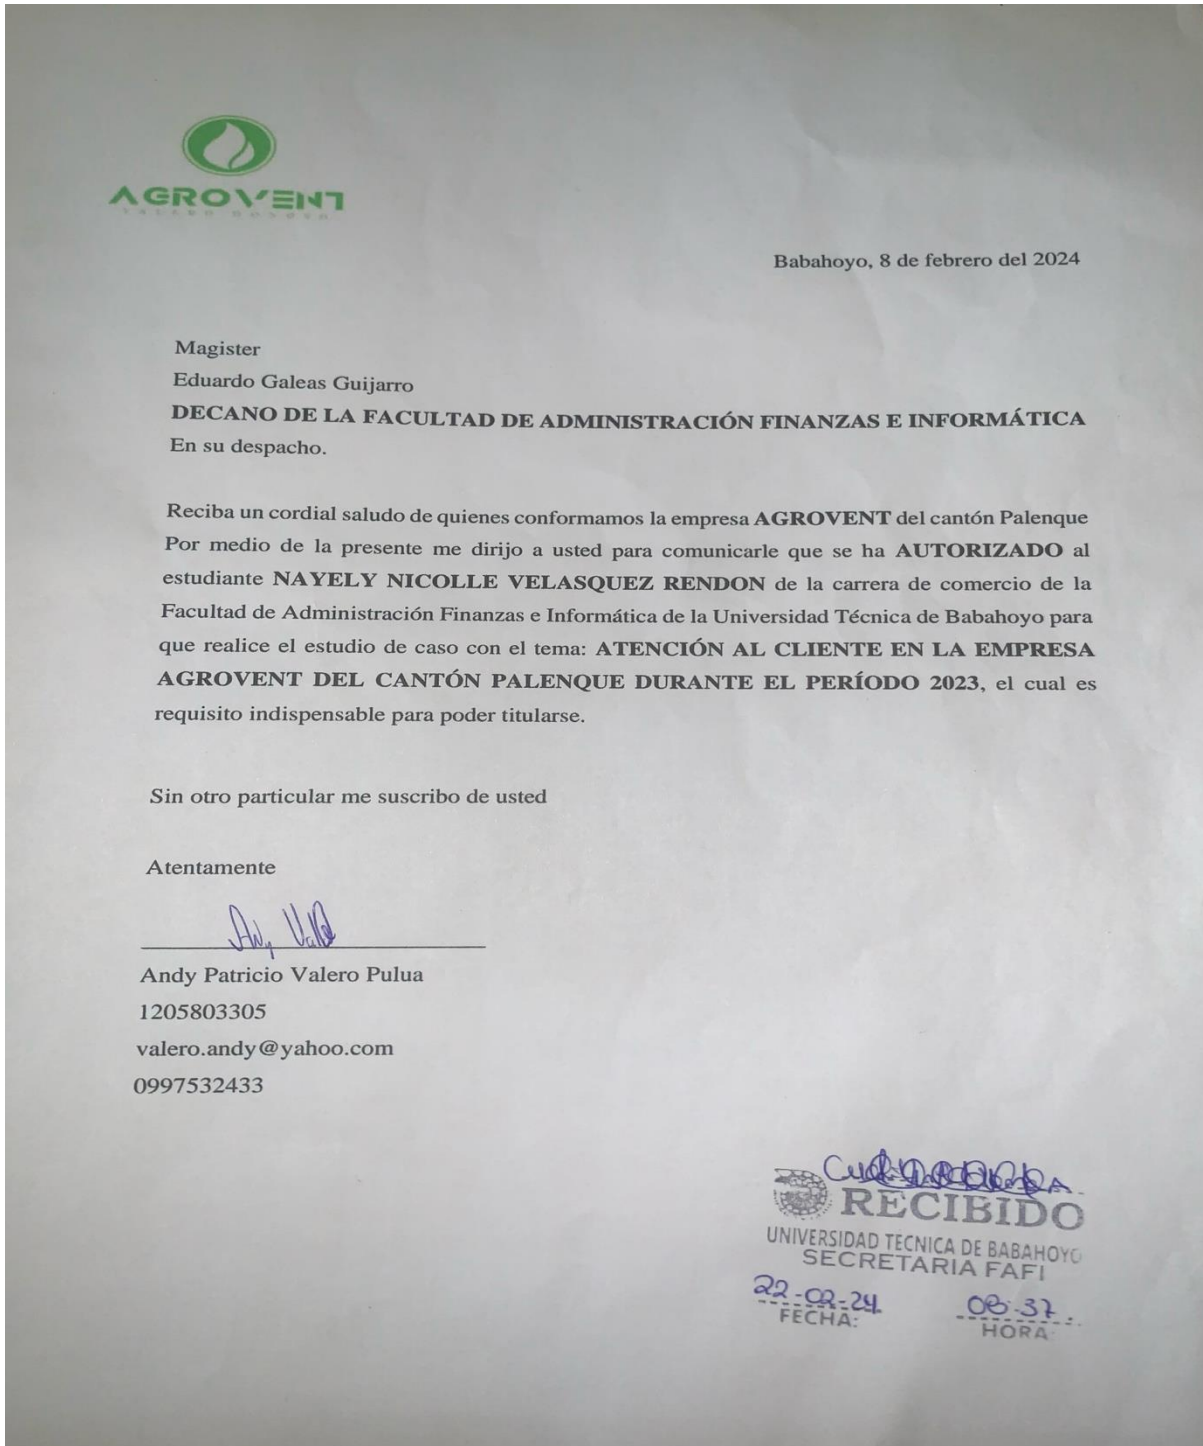 AGROVENT
Babahoyo, 8 de febrero del 2024
Magister
Eduardo Galeas Guijarro
DECANO DE LA FACULTAD DE ADMINISTRACIÓN FINANZAS E INFORMÁTICA
En su despacho.
Reciba un cordial saludo de quienes conformamos la empresa AGROVENT del cantón Palenque
Por medio de la presente me dirijo a usted para comunicarle que se ha AUTORIZADO al
estudiante NAYELY NICOLLE VELASQUEZ RENDON de la carrera de comercio de la
Facultad de Administración Finanzas e Informática de la Universidad Técnica de Babahoyo para
que realice el estudio de caso con el tema: ATENCIÓN AL CLIENTE EN LA EMPRESA
AGROVENT DEL CANTÓN PALENQUE DURANTE EL PERÍODO 2023, el cual es
requisito indispensable para poder titularse.
Sin otro particular me suscribo de usted
Atentamente
Andy Patricio Valero Pulua
1205803305
valero.andy@yahoo.com
0997532433
RECIBIDO
UNIVERSIDAD TECNICA DE BABAHOYO
SECRETARIA FAFI
22-02-24 08:37
FECHA: HORA: